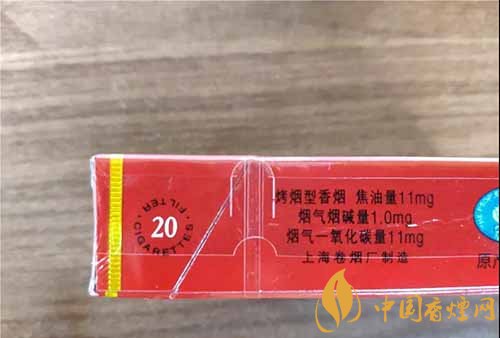 FILTER · CIGARETTES ·
20
烤烟型香烟 焦油量11mg
烟气烟碱量1.0mg
烟气一氧化碳量11mg
上海卷烟厂制造
原产
中国香烟网